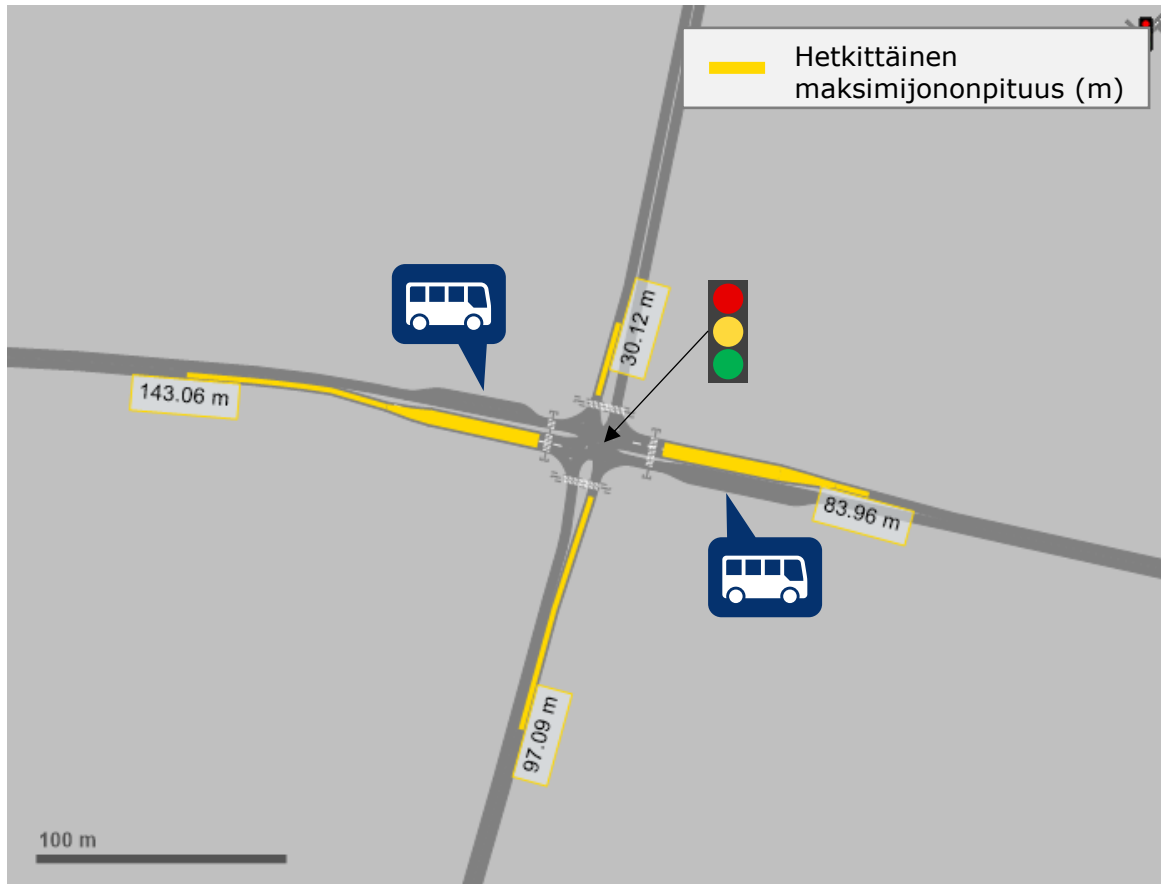 Hetkittäinen
maksimijononpituus (m)
30.12 m
143.06 m
83.96 m
97.09 m
100 m